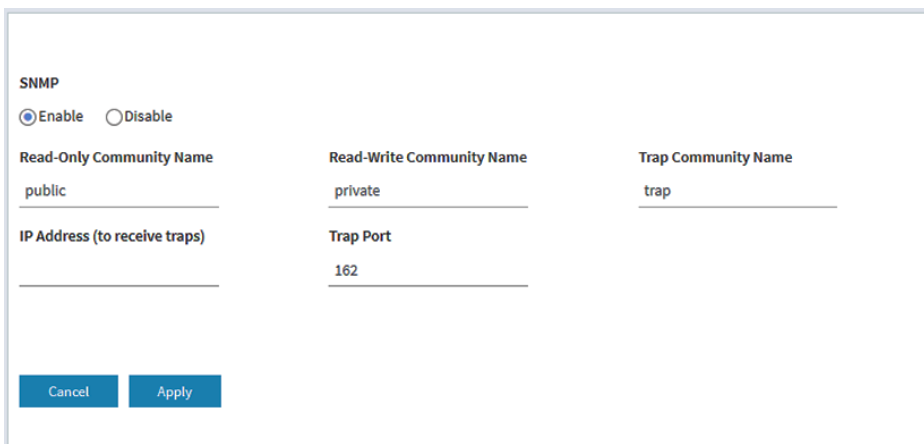 SNMP
Enable Disable
Read-Only Community Name Read-Write Community Name Trap Community Name
public private trap
IP Address (to receive traps) Trap Port
162
Cancel Apply